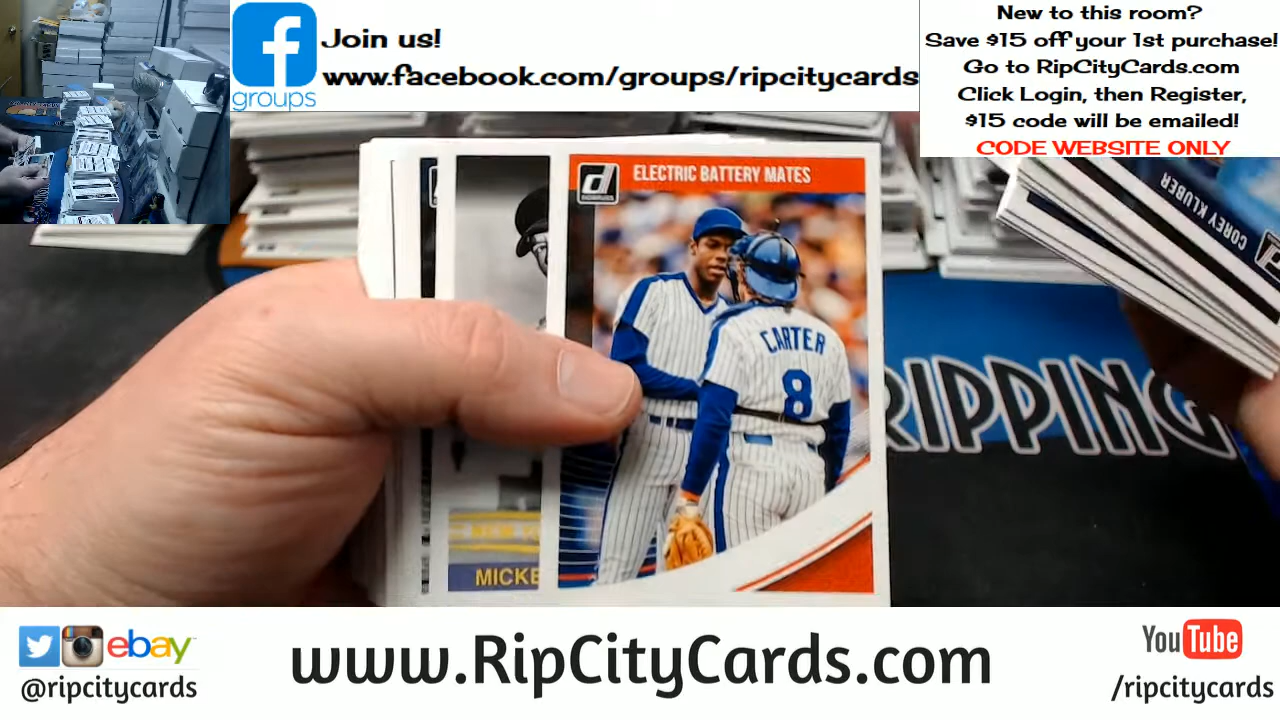 Join us!
www.facebook.com/groups/ripcitycards
groups
New to this room?
Save $15 off your 1st purchase!
Go to RipCityCards.com
Click Login, then Register,
$15 code will be emailed!
CODE WEBSITE ONLY
ELECTRIC BATTERY MATES
CARTER
8
MICKE
COREY KLUBER
RIPPING
ebay
@ripcitycards
www.RipCityCards.com
YouTube
/ripcitycards